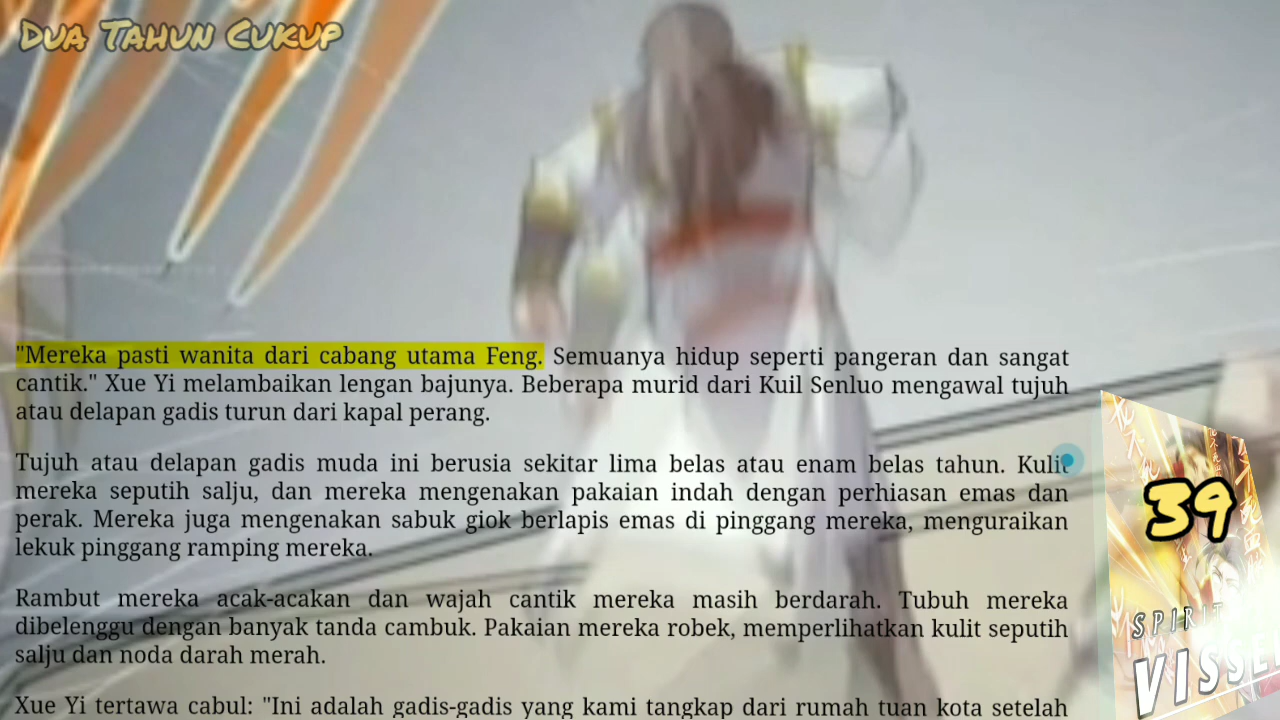 Dua Tahun Cukup
"Mereka pasti wanita dari cabang utama Feng. Semuanya hidup seperti pangeran dan sangat
cantik." Xue Yi melambaikan lengan bajunya. Beberapa murid dari Kuil Senluo mengawal tujuh
atau delapan gadis turun dari kapal perang.
Tujuh atau delapan gadis muda ini berusia sekitar lima belas atau enam belas tahun. Kulit
mereka seputih salju, dan mereka mengenakan pakaian indah dengan perhiasan emas dan
perak. Mereka juga mengenakan sabuk giok berlapis emas di pinggang mereka, menguraikan
lekuk pinggang ramping mereka.
Rambut mereka acak-acakan dan wajah cantik mereka masih berdarah. Tubuh mereka
dibelenggu dengan banyak tanda cambuk. Pakaian mereka robek, memperlihatkan kulit seputih
salju dan noda darah merah.
Xue Yi tertawa cabul: "Ini adalah gadis-gadis yang kami tangkap dari rumah tuan kota setelah
39
SPIRIT
VISSEL